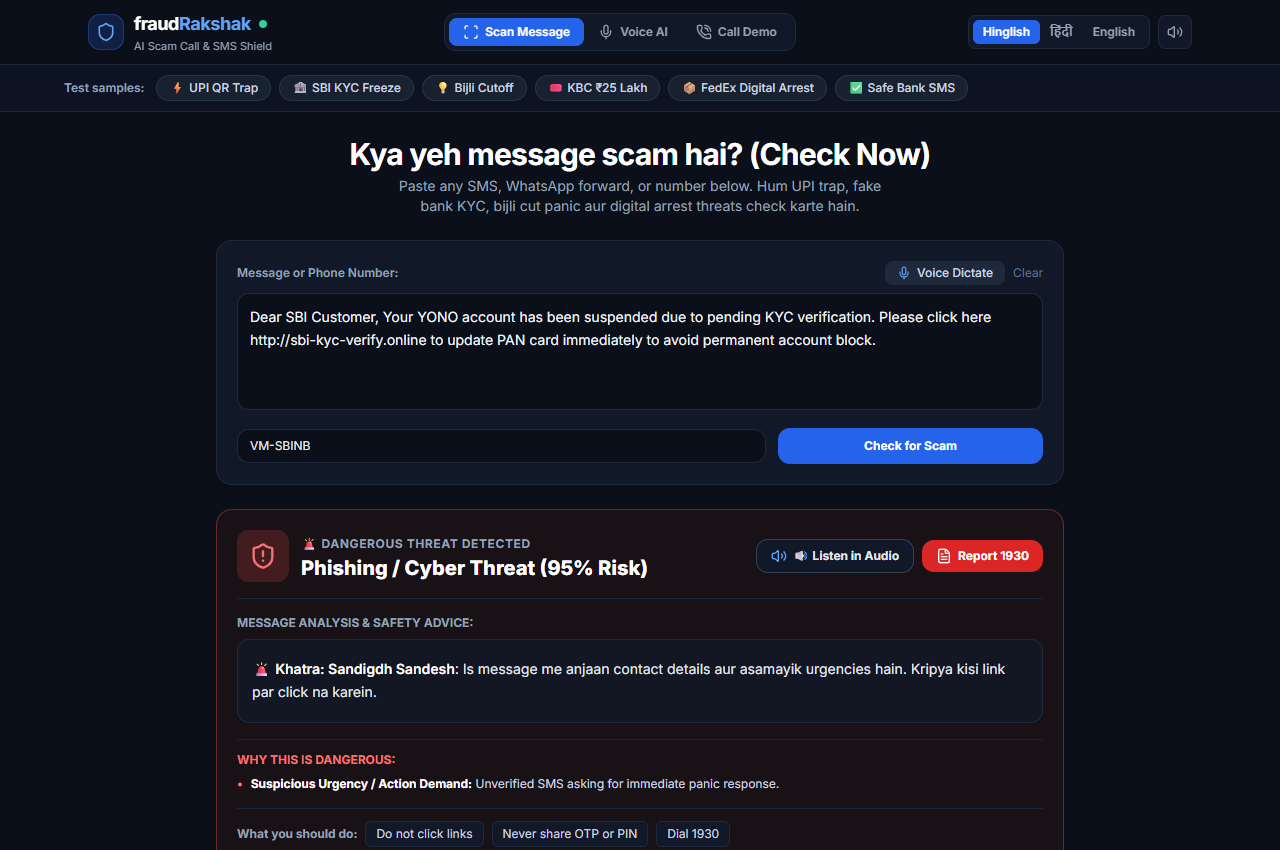 fraudRakshak
AI Scam Call & SMS Shield
Scan Message
Voice AI
Call Demo
Hinglish
हिंदी
English
Test samples:
UPI QR Trap
SBI KYC Freeze
Bijli Cutoff
KBC ₹25 Lakh
FedEx Digital Arrest
Safe Bank SMS
Kya yeh message scam hai? (Check Now)
Paste any SMS, WhatsApp forward, or number below. Hum UPI trap, fake
bank KYC, bijli cut panic aur digital arrest threats check karte hain.
Message or Phone Number:
Voice Dictate
Clear
Dear SBI Customer, Your YONO account has been suspended due to pending KYC verification. Please click here
http://sbi-kyc-verify.online to update PAN card immediately to avoid permanent account block.
VM-SBINB
Check for Scam
🚨 DANGEROUS THREAT DETECTED
Phishing / Cyber Threat (95% Risk)
🔊 Listen in Audio
Report 1930
MESSAGE ANALYSIS & SAFETY ADVICE:
🚨 Khatra: Sandigdh Sandesh: Is message me anjaan contact details aur asamayik urgencies hain. Kripya kisi link
par click na karein.
WHY THIS IS DANGEROUS:
• Suspicious Urgency / Action Demand: Unverified SMS asking for immediate panic response.
What you should do:
Do not click links
Never share OTP or PIN
Dial 1930